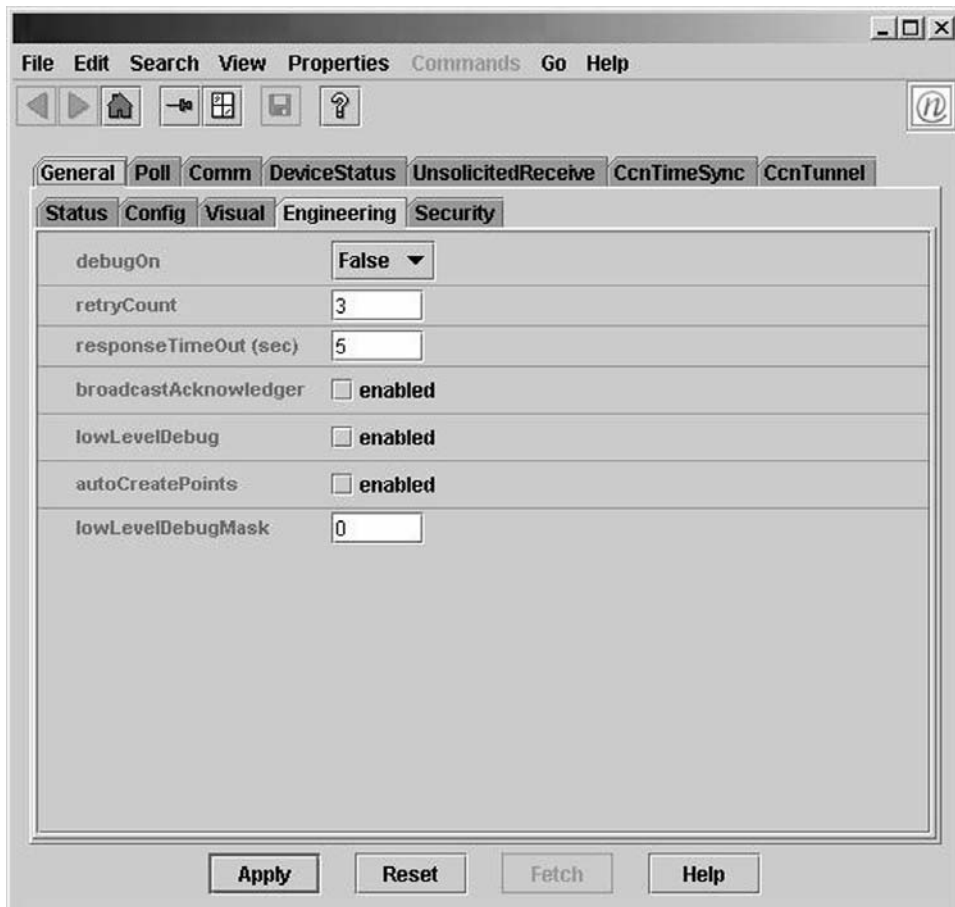 File Edit Search View Properties Commands Go Help
General Poll Comm DeviceStatus UnsolicitedReceive CcnTimeSync CcnTunnel
Status Config Visual Engineering Security
debugOn False
retryCount 3
responseTimeOut (sec) 5
broadcastAcknowledger enabled
lowLevelDebug enabled
autoCreatePoints enabled
lowLevelDebugMask 0
Apply Reset Fetch Help